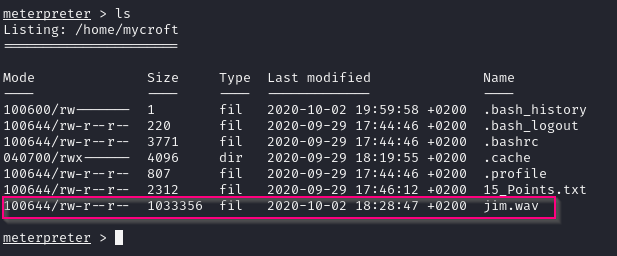 meterpreter > ls
Listing: /home/mycroft
======================
Mode Size Type Last modified Name
---- ---- ---- ------------- ----
100600/rw------- 1 fil 2020-10-02 19:59:58 +0200 .bash_history
100644/rw-r--r-- 220 fil 2020-09-29 17:44:46 +0200 .bash_logout
100644/rw-r--r-- 3771 fil 2020-09-29 17:44:46 +0200 .bashrc
040700/rwx------ 4096 dir 2020-09-29 18:19:55 +0200 .cache
100644/rw-r--r-- 807 fil 2020-09-29 17:44:46 +0200 .profile
100644/rw-r--r-- 2312 fil 2020-09-29 17:46:12 +0200 15_Points.txt
100644/rw-r--r-- 1033356 fil 2020-10-02 18:28:47 +0200 jim.wav
meterpreter >